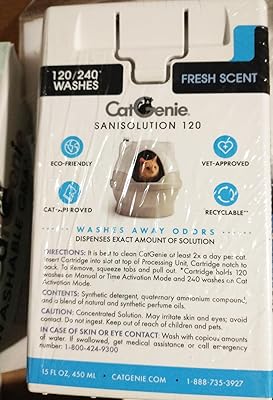 120/240*
WASHES
FRESH SCENT
CatGenie®
SANISOLUTION 120
ECO-FRIENDLY
VET-APPROVED
RECYCLABLE**
WASHES AWAY ODORS
DISPENSES EXACT AMOUNT OF SOLUTION
DIRECTIONS: It is best to clean CatGenie at least 2x a day per cat.
Insert Cartridge into slot at top of Processing Unit. Cartridge notch to
back. To remove, squeeze tabs and pull out. *Cartridge holds 120
washes on Manual or Time Activation Mode and 240 washes on Cat
Activation Mode.
CONTENTS: Synthetic detergent, quaternary ammonium compound,
and a blend of natural and synthetic perfume oils.
CAUTION: Concentrated Solution. May irritate skin and eyes; avoid
contact. Do not ingest. Keep out of reach of children and pets.
IN CASE OF SKIN OR EYE CONTACT: Wash with copious amounts
of water. If swallowed, get medical assistance or call emergency
number: 1-800-424-9300
15 FL OZ, 450 ML
CATGENIE.COM
1-888-735-3927